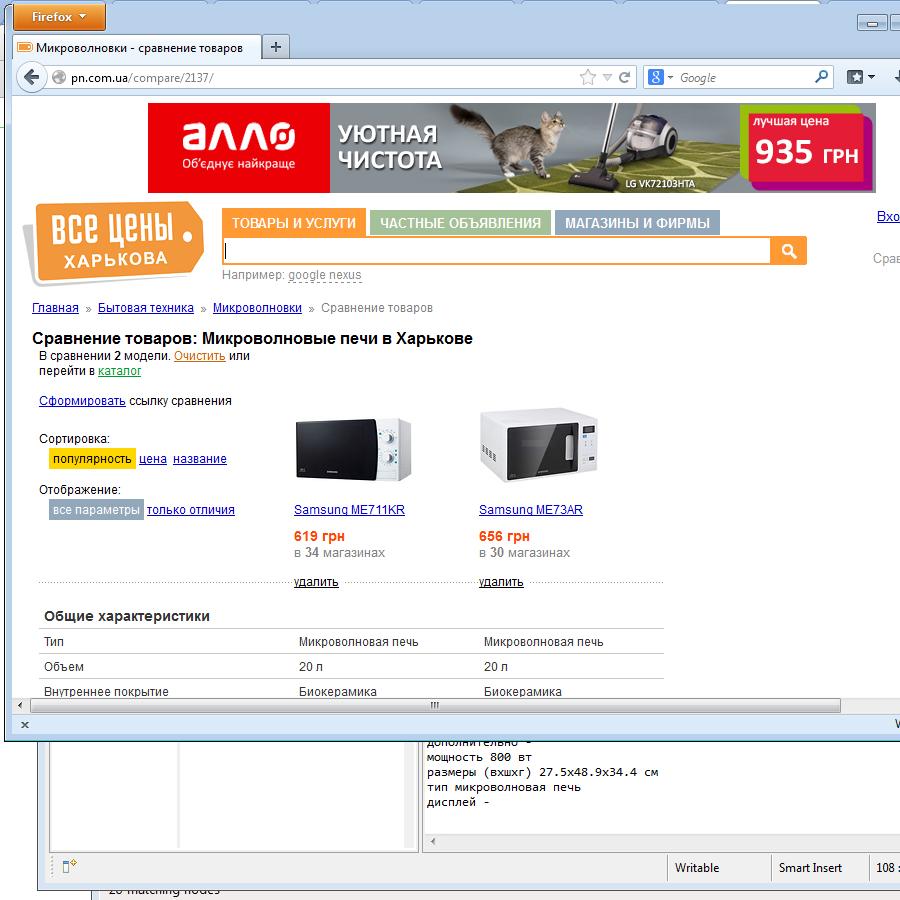 Firefox
Микроволновки - сравнение товаров
pn.com.ua/compare/2137/
Google
алло
Об'єднує найкраще
УЮТНАЯ
ЧИСТОТА
LG VK72103HTA
лучшая цена
935 ГРН
ВСЕ ЦЕНЫ
ХАРЬКОВА
ТОВАРЫ И УСЛУГИ
ЧАСТНЫЕ ОБЪЯВЛЕНИЯ
МАГАЗИНЫ И ФИРМЫ
Вхо
Например: google nexus
Срав
Главная » Бытовая техника » Микроволновки » Сравнение товаров
Сравнение товаров: Микроволновые печи в Харькове
В сравнении 2 модели. Очистить или
перейти в каталог
Сформировать ссылку сравнения
Сортировка:
популярность цена название
Отображение:
все параметры только отличия
Samsung ME711KR
619 грн
в 34 магазинах
удалить
Samsung ME73AR
656 грн
в 30 магазинах
удалить
Общие характеристики
Тип Микроволновая печь Микроволновая печь
Объем 20 л 20 л
Внутреннее покрытие Биокерамика Биокерамика
дополнительно -
мощность 800 вт
размеры (вхшхг) 27.5x48.9x34.4 см
тип микроволновая печь
дисплей -
Writable
Smart Insert
108 :
20 matching nodes